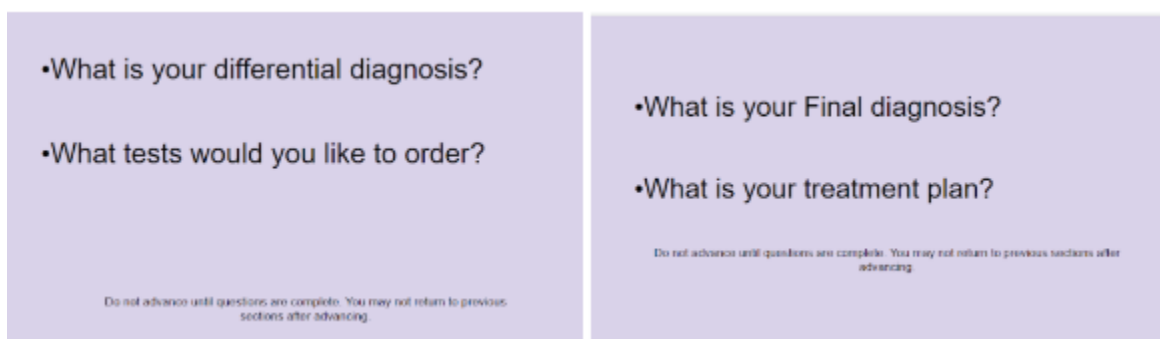 •What is your differential diagnosis?
•What tests would you like to order?
Do not advance until questions are complete. You may not return to previous
sections after advancing.
•What is your Final diagnosis?
•What is your treatment plan?
Do not advance until questions are complete. You may not return to previous sections after
advancing.